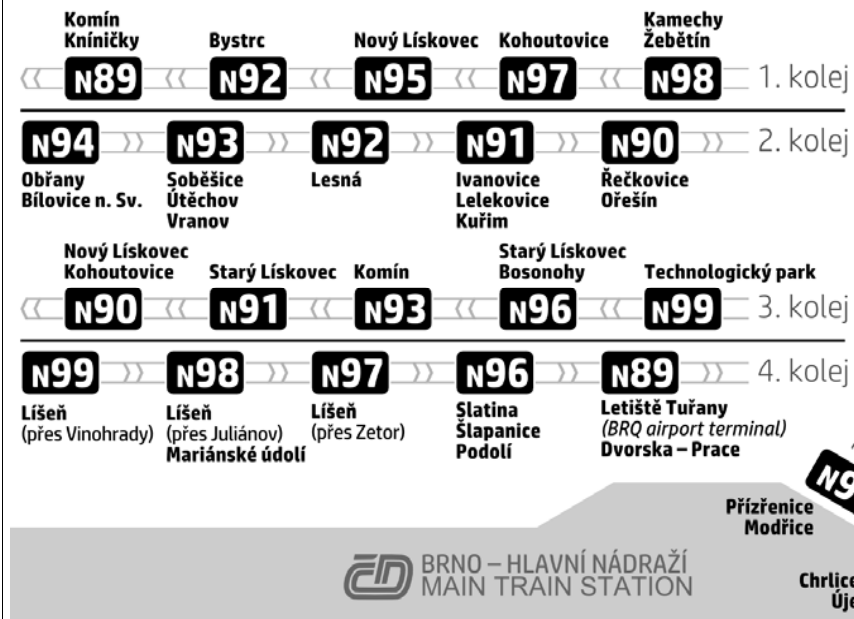 Komín
Kníničky
Bystrc
Nový Lískovec
Kohoutovice
Kamechy
Žebětín
N89 N92 N95 N97 N98 1. kolej
N94 N93 N92 N91 N90 2. kolej
Obřany
Bílovice n. Sv.
Soběšice
Útěchov
Vranov
Lesná
Ivanovice
Lelekovice
Kuřim
Řečkovice
Ořešín
Nový Lískovec
Kohoutovice
Starý Lískovec
Komín
Starý Lískovec
Bosonohy
Technologický park
N90 N91 N93 N96 N99 3. kolej
N99 N98 N97 N96 N89 4. kolej
Líšeň
(přes Vinohrady)
Líšeň
(přes Juliánov)
Mariánské údolí
Líšeň
(přes Zetor)
Slatina
Šlapanice
Podolí
Letiště Tuřany
(BRQ airport terminal)
Dvorska – Prace
Přízřenice
Modřice
ČD
BRNO – HLAVNÍ NÁDRAŽÍ
MAIN TRAIN STATION